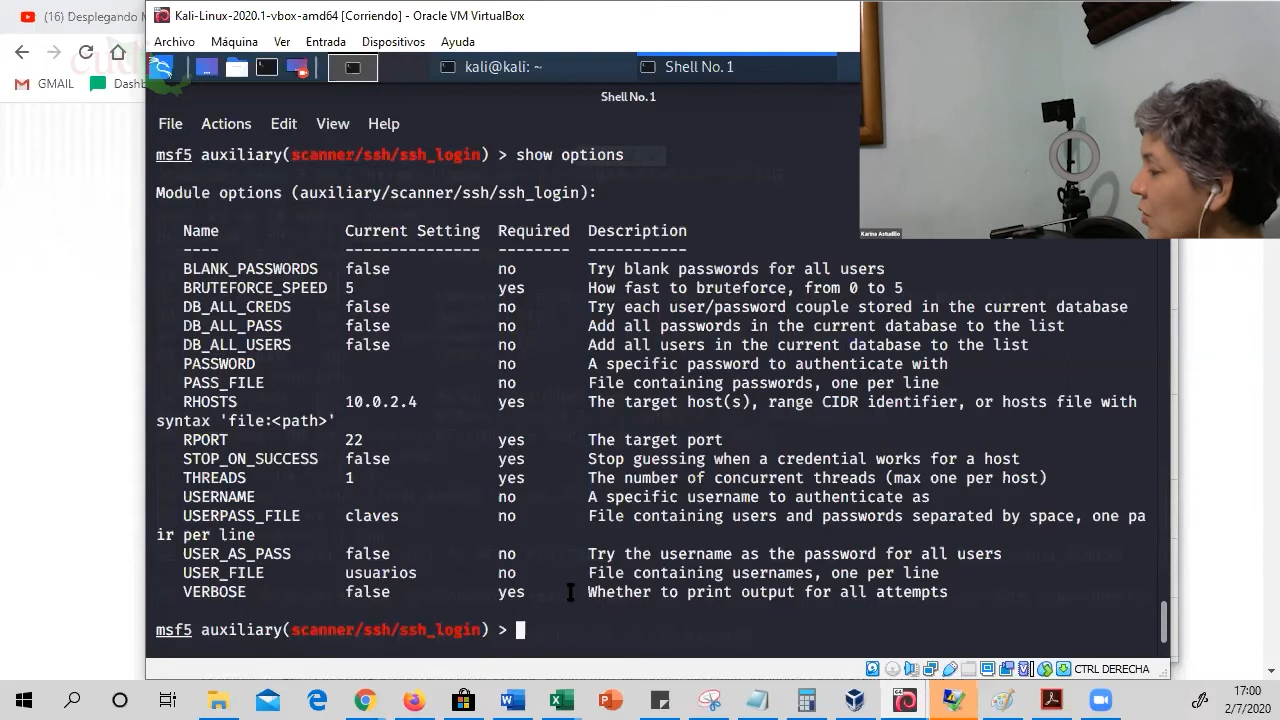 (16) Desplegando M
Kali-Linux-2020.1-vbox-amd64 [Corriendo] - Oracle VM VirtualBox
Archivo Máquina Ver Entrada Dispositivos Ayuda
GMAIL Dashb
kali@kali: ~ Shell No. 1
Shell No. 1
File Actions Edit View Help
msf5 auxiliary(scanner/ssh/ssh_login) > show options
Module options (auxiliary/scanner/ssh/ssh_login):
Name Current Setting Required Description
---- --------------- -------- -----------
BLANK_PASSWORDS false no Try blank passwords for all users
BRUTEFORCE_SPEED 5 yes How fast to bruteforce, from 0 to 5
DB_ALL_CREDS false no Try each user/password couple stored in the current database
DB_ALL_PASS false no Add all passwords in the current database to the list
DB_ALL_USERS false no Add all users in the current database to the list
PASSWORD no A specific password to authenticate with
PASS_FILE no File containing passwords, one per line
RHOSTS 10.0.2.4 yes The target host(s), range CIDR identifier, or hosts file with
syntax 'file:<path>'
RPORT 22 yes The target port
STOP_ON_SUCCESS false yes Stop guessing when a credential works for a host
THREADS 1 yes The number of concurrent threads (max one per host)
USERNAME no A specific username to authenticate as
USERPASS_FILE claves no File containing users and passwords separated by space, one pa
ir per line
USER_AS_PASS false no Try the username as the password for all users
USER_FILE usuarios no File containing usernames, one per line
VERBOSE false yes Whether to print output for all attempts
msf5 auxiliary(scanner/ssh/ssh_login) >
Karina Astudillo
CTRL DERECHA
17:00
2/7/2020